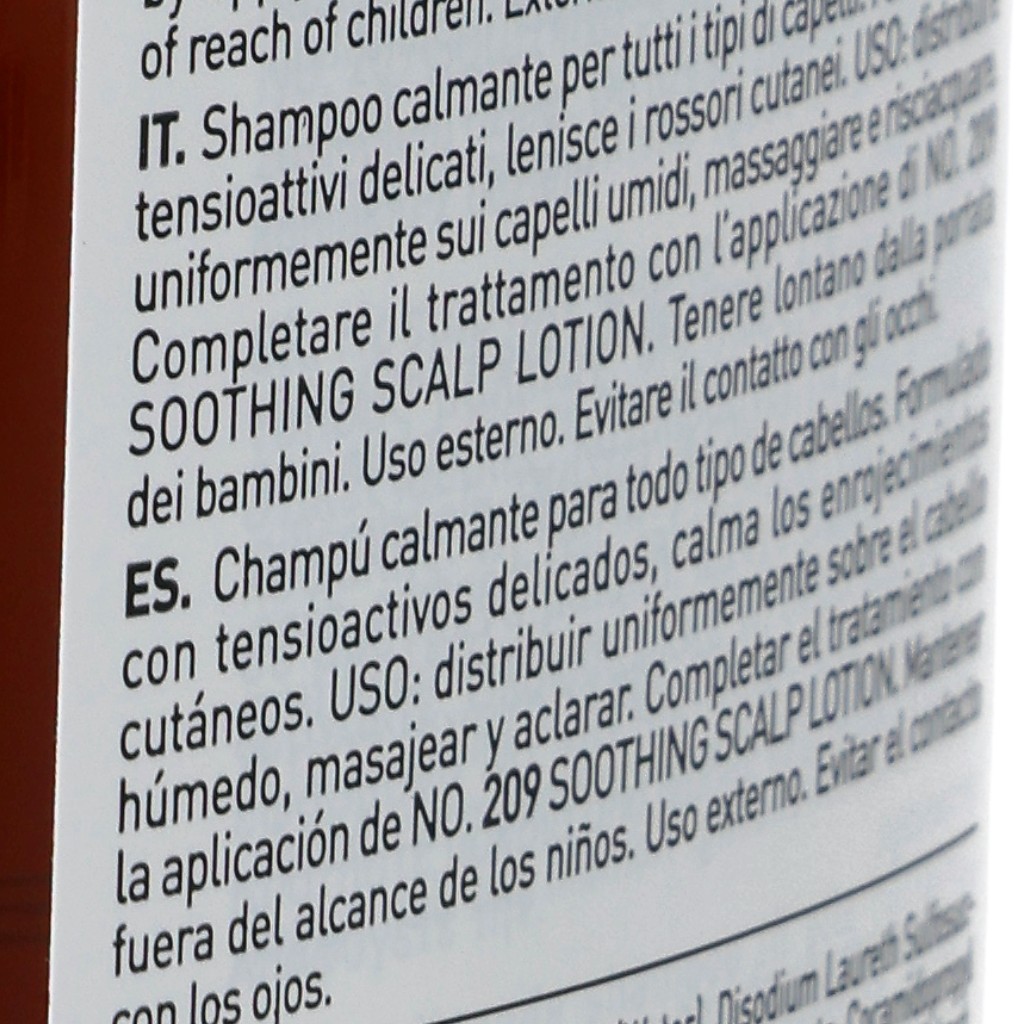 of reach of children.
IT. Shampoo calmante per tutti i tipi di capelli.
tensioattivi delicati, lenisce i rossori cutanei. USO: distribuire
uniformemente sui capelli umidi, massaggiare e risciacquare.
Completare il trattamento con l'applicazione di NO. 209
SOOTHING SCALP LOTION. Tenere lontano dalla portata
dei bambini. Uso esterno. Evitare il contatto con gli occhi.
ES. Champú calmante para todo tipo de cabellos. Formulado
con tensioactivos delicados, calma los enrojecimientos
cutáneos. USO: distribuir uniformemente sobre el cabello
húmedo, masajear y aclarar. Completar el tratamiento con
la aplicación de NO. 209 SOOTHING SCALP LOTION. Mantener
fuera del alcance de los niños. Uso externo. Evitar el contacto
con los ojos.
Disodium Laureth Sulfosuc-